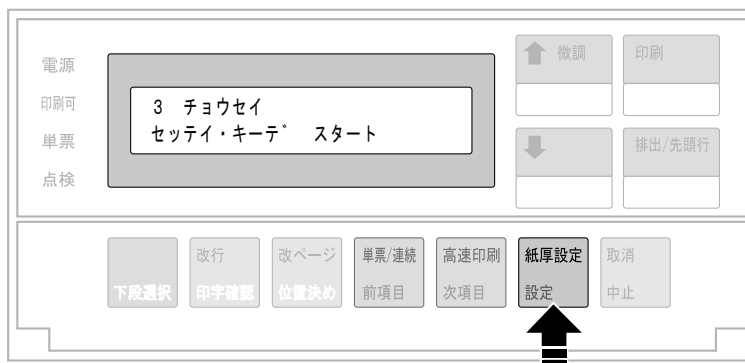 電源
印刷可
単票
点検
3 チョウセイ
セッテイ・キーデ スタート
微調
印刷
排出/先頭行
下段選択
改行
印字確認
改ページ
位置決め
単票/連続
前項目
高速印刷
次項目
紙厚設定
設定
取消
中止